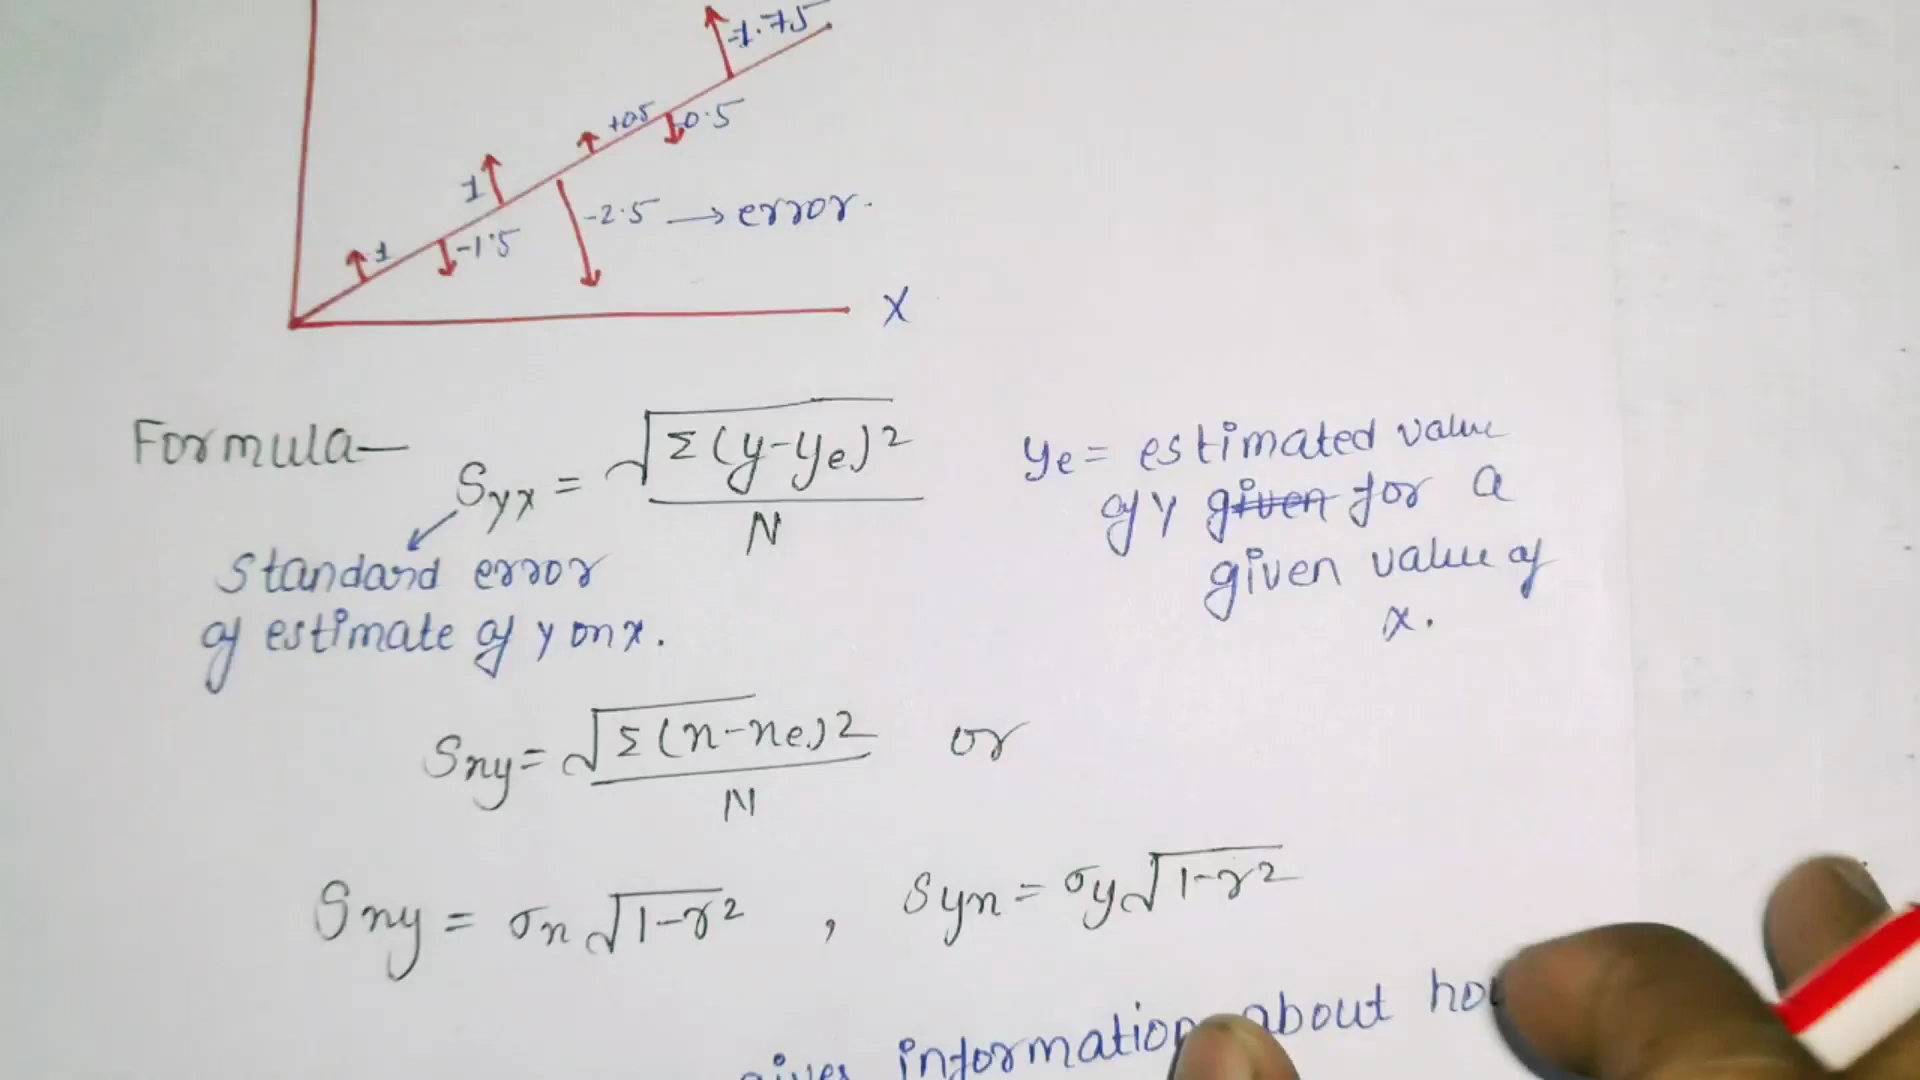 -1.75
+0.5
-0.5
1
-2.5 → error.
1
-1.5
X
Formula—
Syx = √Σ(y-ye)² / N
ye = estimated value
of y given for a
given value of
x.
Standard error
of estimate of y on x.
Sxy = √Σ(x-xe)² / N or
Sxy = σx √1-r² , Syx = σy √1-r²
gives information about